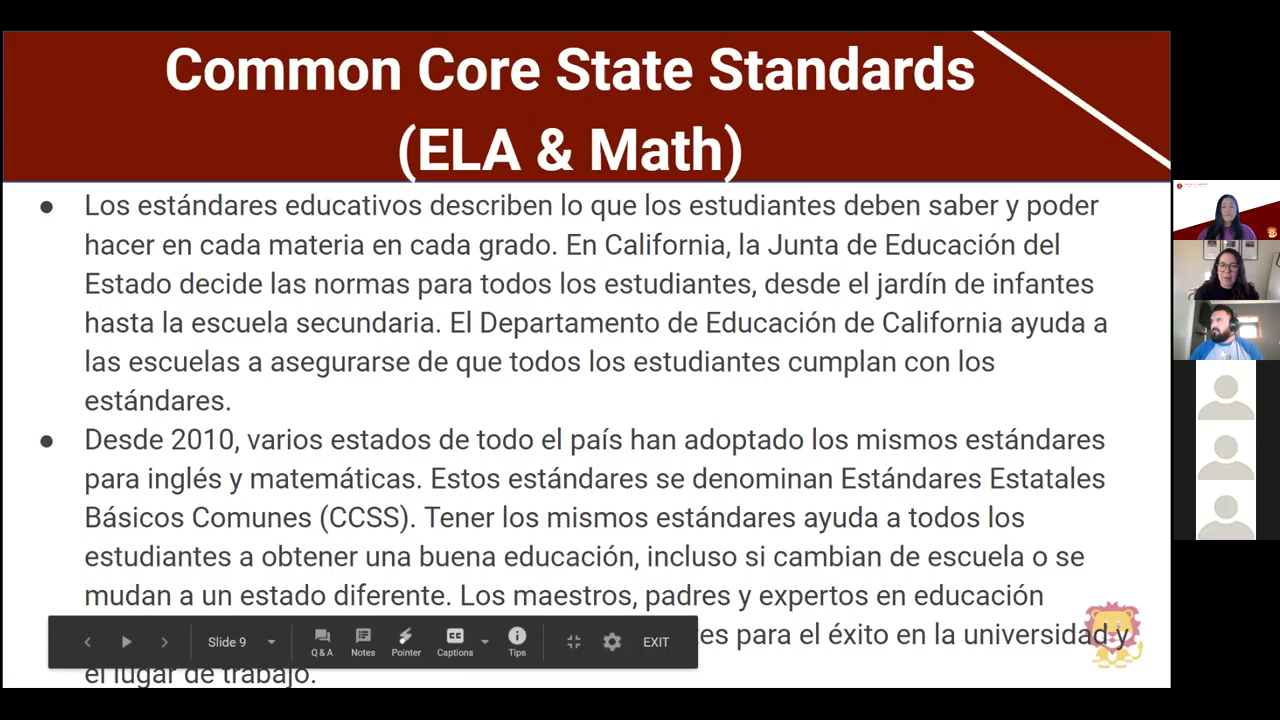 Common Core State Standards
(ELA & Math)
● Los estándares educativos describen lo que los estudiantes deben saber y poder
hacer en cada materia en cada grado. En California, la Junta de Educación del
Estado decide las normas para todos los estudiantes, desde el jardín de infantes
hasta la escuela secundaria. El Departamento de Educación de California ayuda a
las escuelas a asegurarse de que todos los estudiantes cumplan con los
estándares.
● Desde 2010, varios estados de todo el país han adoptado los mismos estándares
para inglés y matemáticas. Estos estándares se denominan Estándares Estatales
Básicos Comunes (CCSS). Tener los mismos estándares ayuda a todos los
estudiantes a obtener una buena educación, incluso si cambian de escuela o se
mudan a un estado diferente. Los maestros, padres y expertos en educación
para el éxito en la universidad y
el lugar de trabajo.
Slide 9
Q & A
Notes
Pointer
Captions
Tips
EXIT